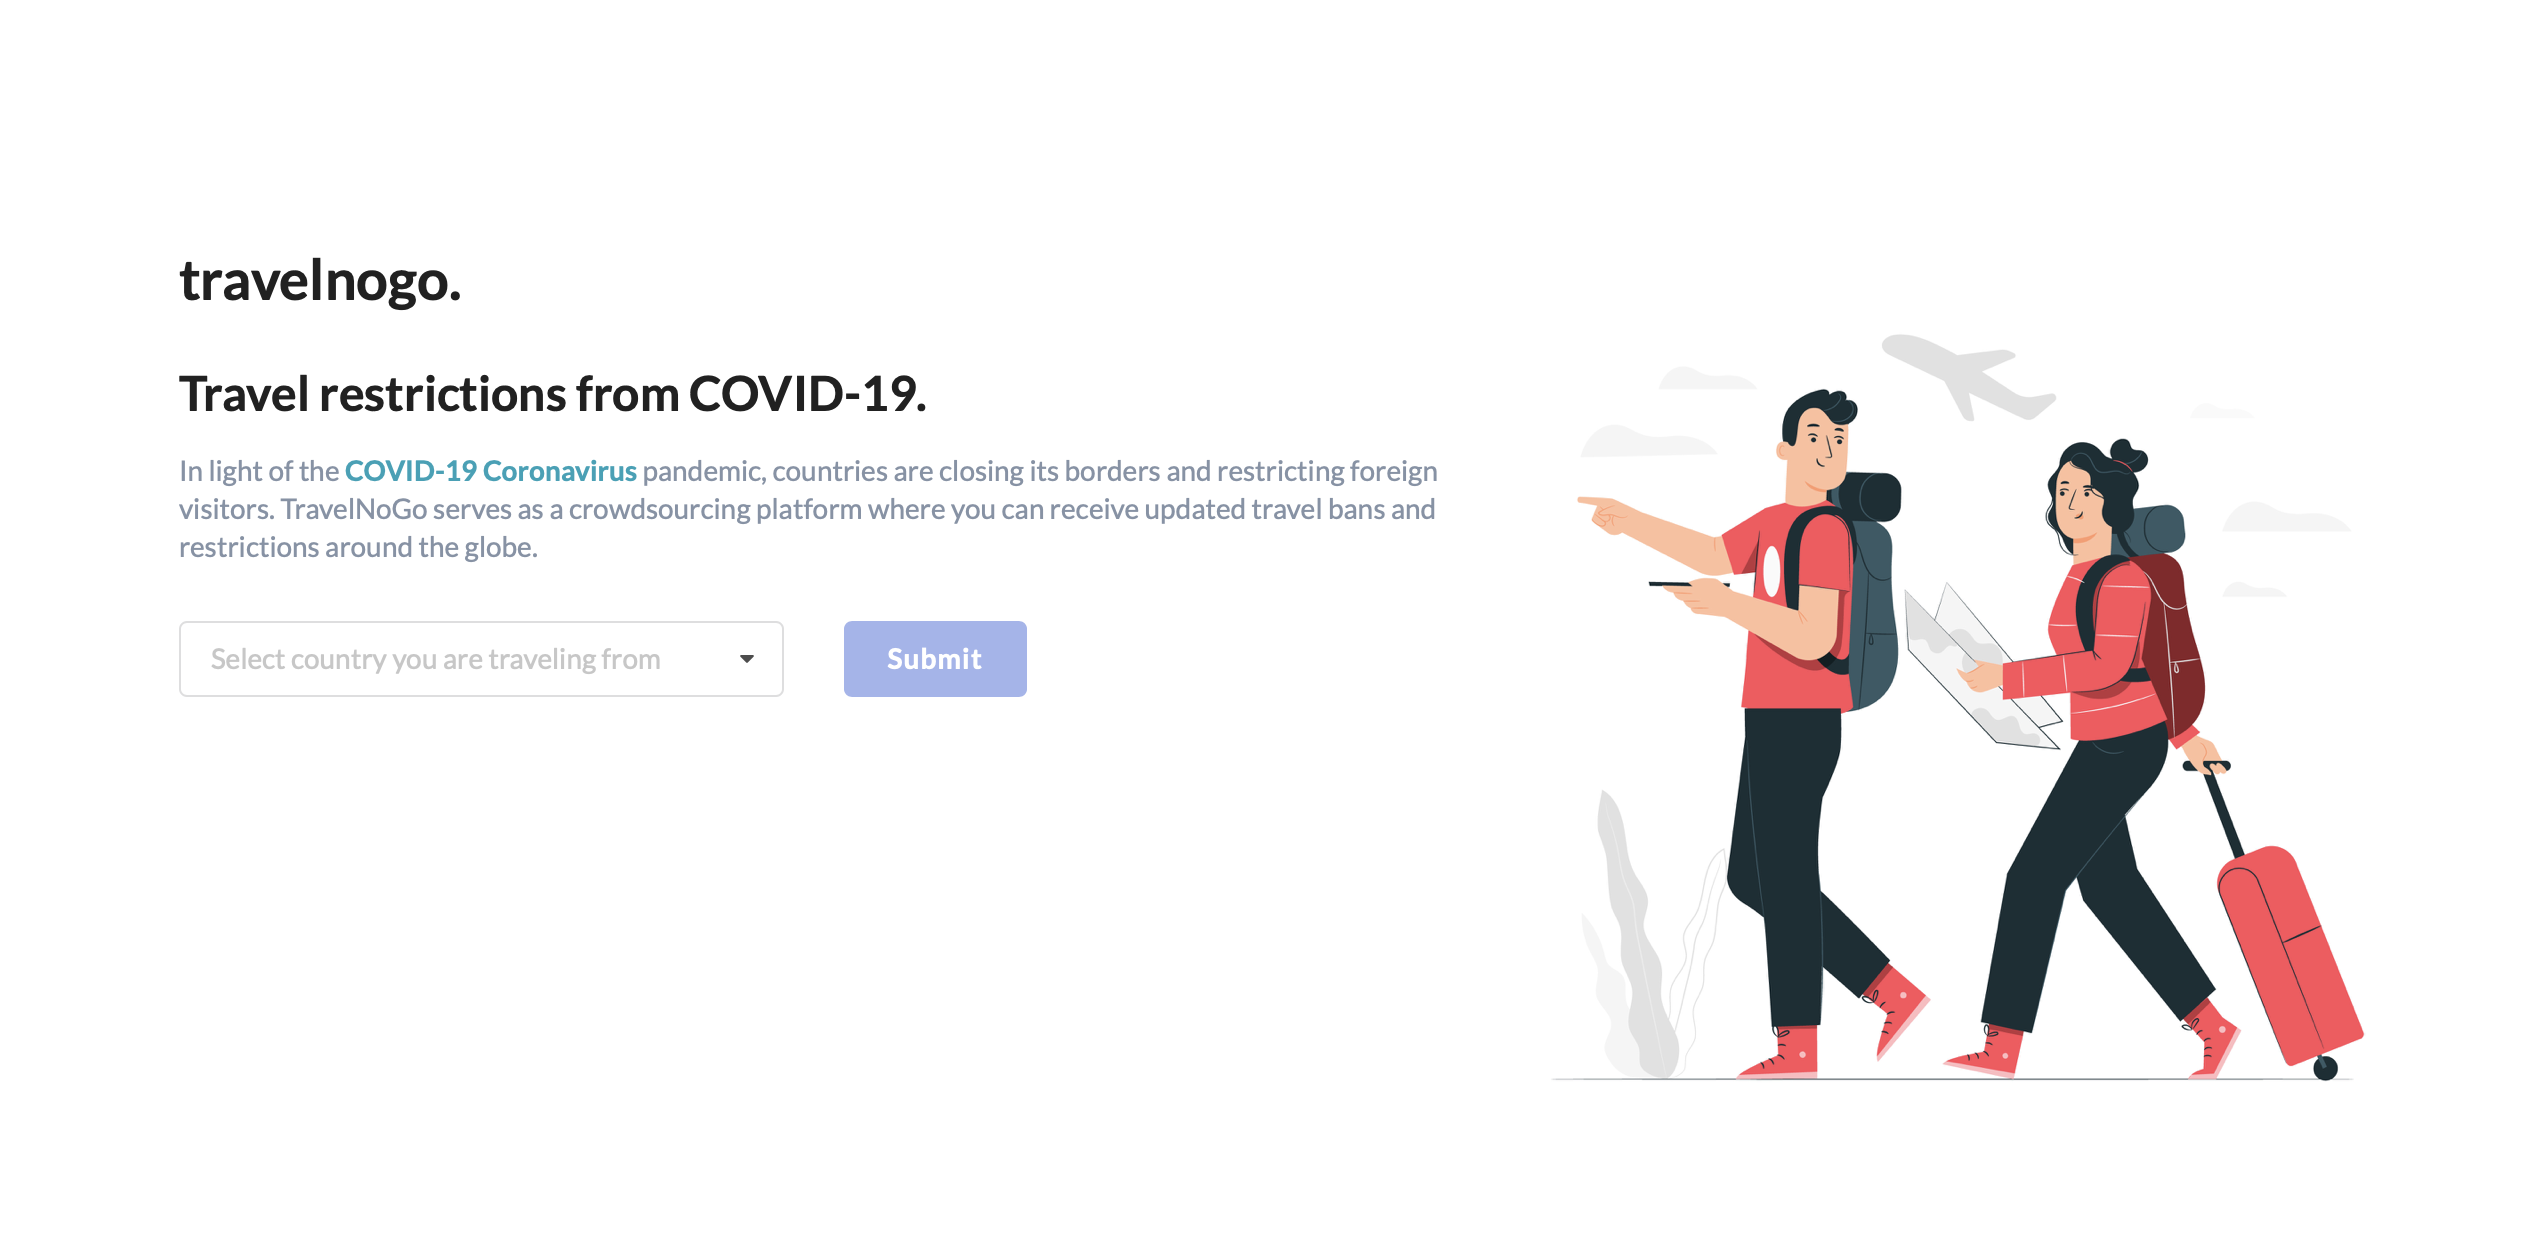 travelnogo.
Travel restrictions from COVID-19.
In light of the COVID-19 Coronavirus pandemic, countries are closing its borders and restricting foreign
visitors. TravelNoGo serves as a crowdsourcing platform where you can receive updated travel bans and
restrictions around the globe.
Select country you are traveling from
Submit